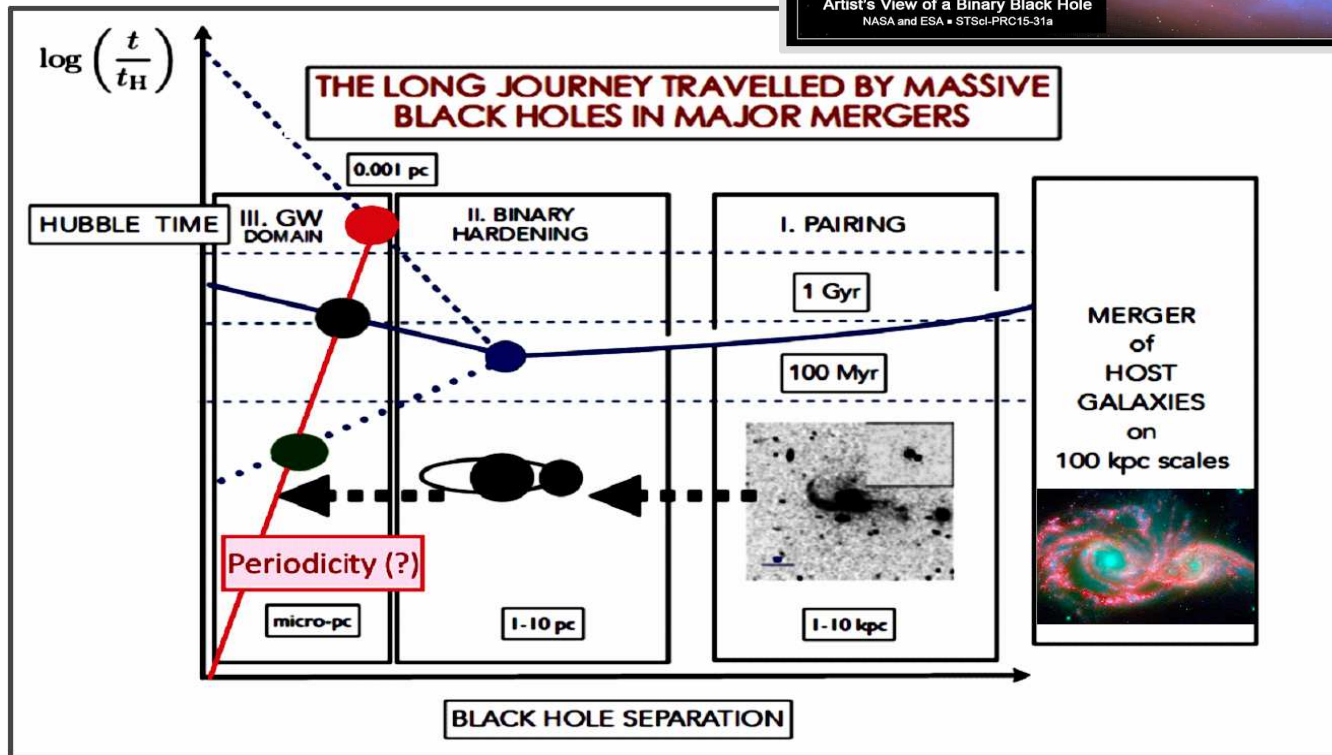 Artist's View of a Binary Black Hole
NASA and ESA ▪ STScI-PRC15-31a
log (t/t_H)
THE LONG JOURNEY TRAVELLED BY MASSIVE
BLACK HOLES IN MAJOR MERGERS
0.001 pc
HUBBLE TIME
III. GW
DOMAIN
II. BINARY
HARDENING
I. PAIRING
1 Gyr
100 Myr
MERGER
of
HOST
GALAXIES
on
100 kpc scales
Periodicity (?)
micro-pc
1-10 pc
1-10 kpc
BLACK HOLE SEPARATION